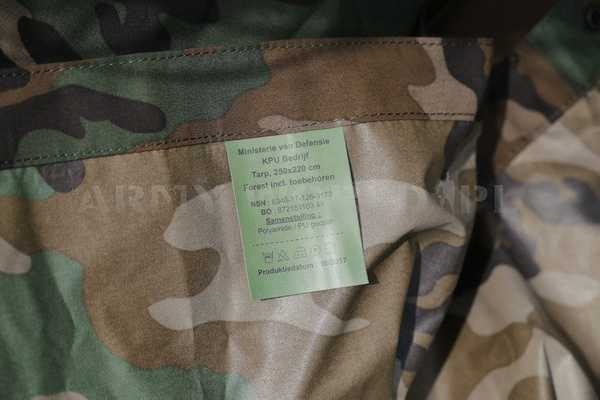 Ministerie van Defensie
KPU Bedrijf
Tarp, 250x220 cm
Forest incl. toebehoren
NSN : 8340-17-126-3173
BO :
Samenstelling :
Polyamide / PU gecoat
Produktiedatum : 10/2017